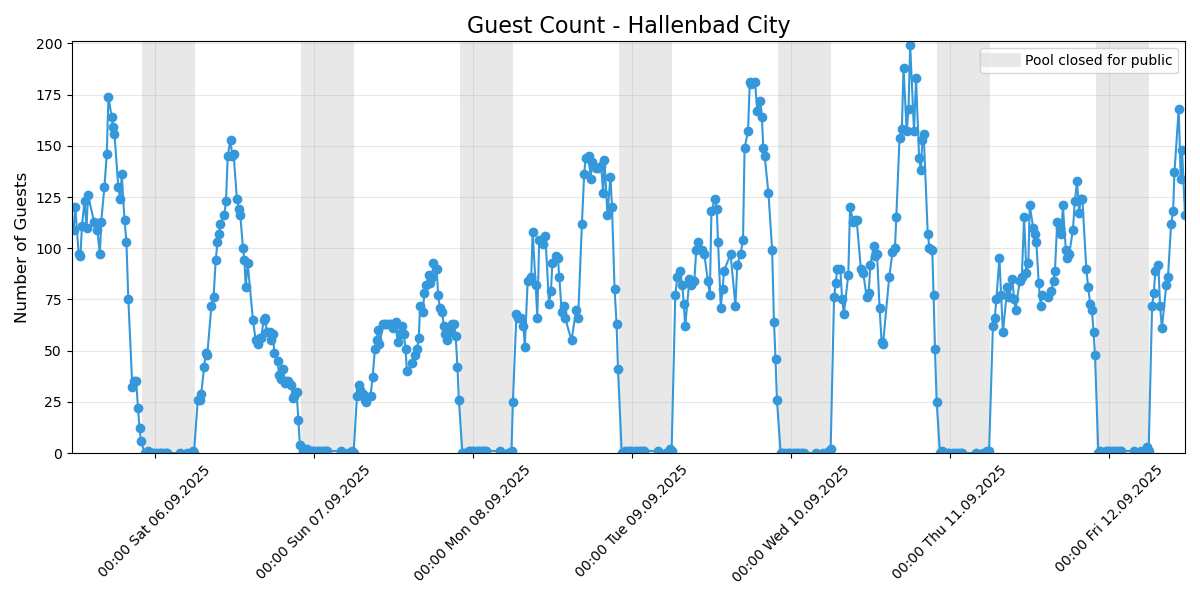 Guest Count - Hallenbad City
Number of Guests
200
175
150
125
100
75
50
25
0
Pool closed for public
00:00 Sat 06.09.2025
00:00 Sun 07.09.2025
00:00 Mon 08.09.2025
00:00 Tue 09.09.2025
00:00 Wed 10.09.2025
00:00 Thu 11.09.2025
00:00 Fri 12.09.2025